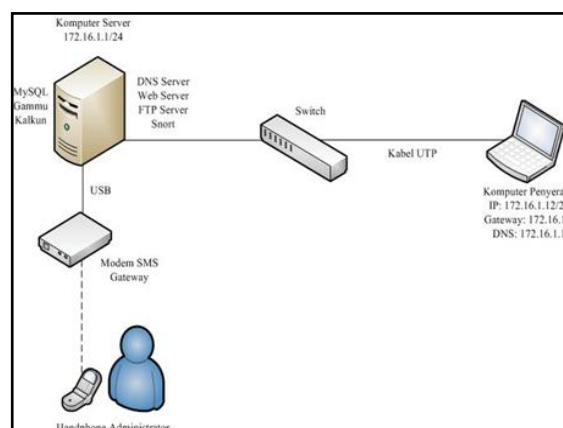 Komputer Server
172.16.1.1/24
MySQL
Gammu
Kalkun
DNS Server
Web Server
FTP Server
Snort
Switch
Kabel UTP
USB
Modem SMS
Gateway
Komputer
IP: 172.16.1.12/2
Gateway: 172.16.1
DNS: 172.16.1.1
Handphone Administrator